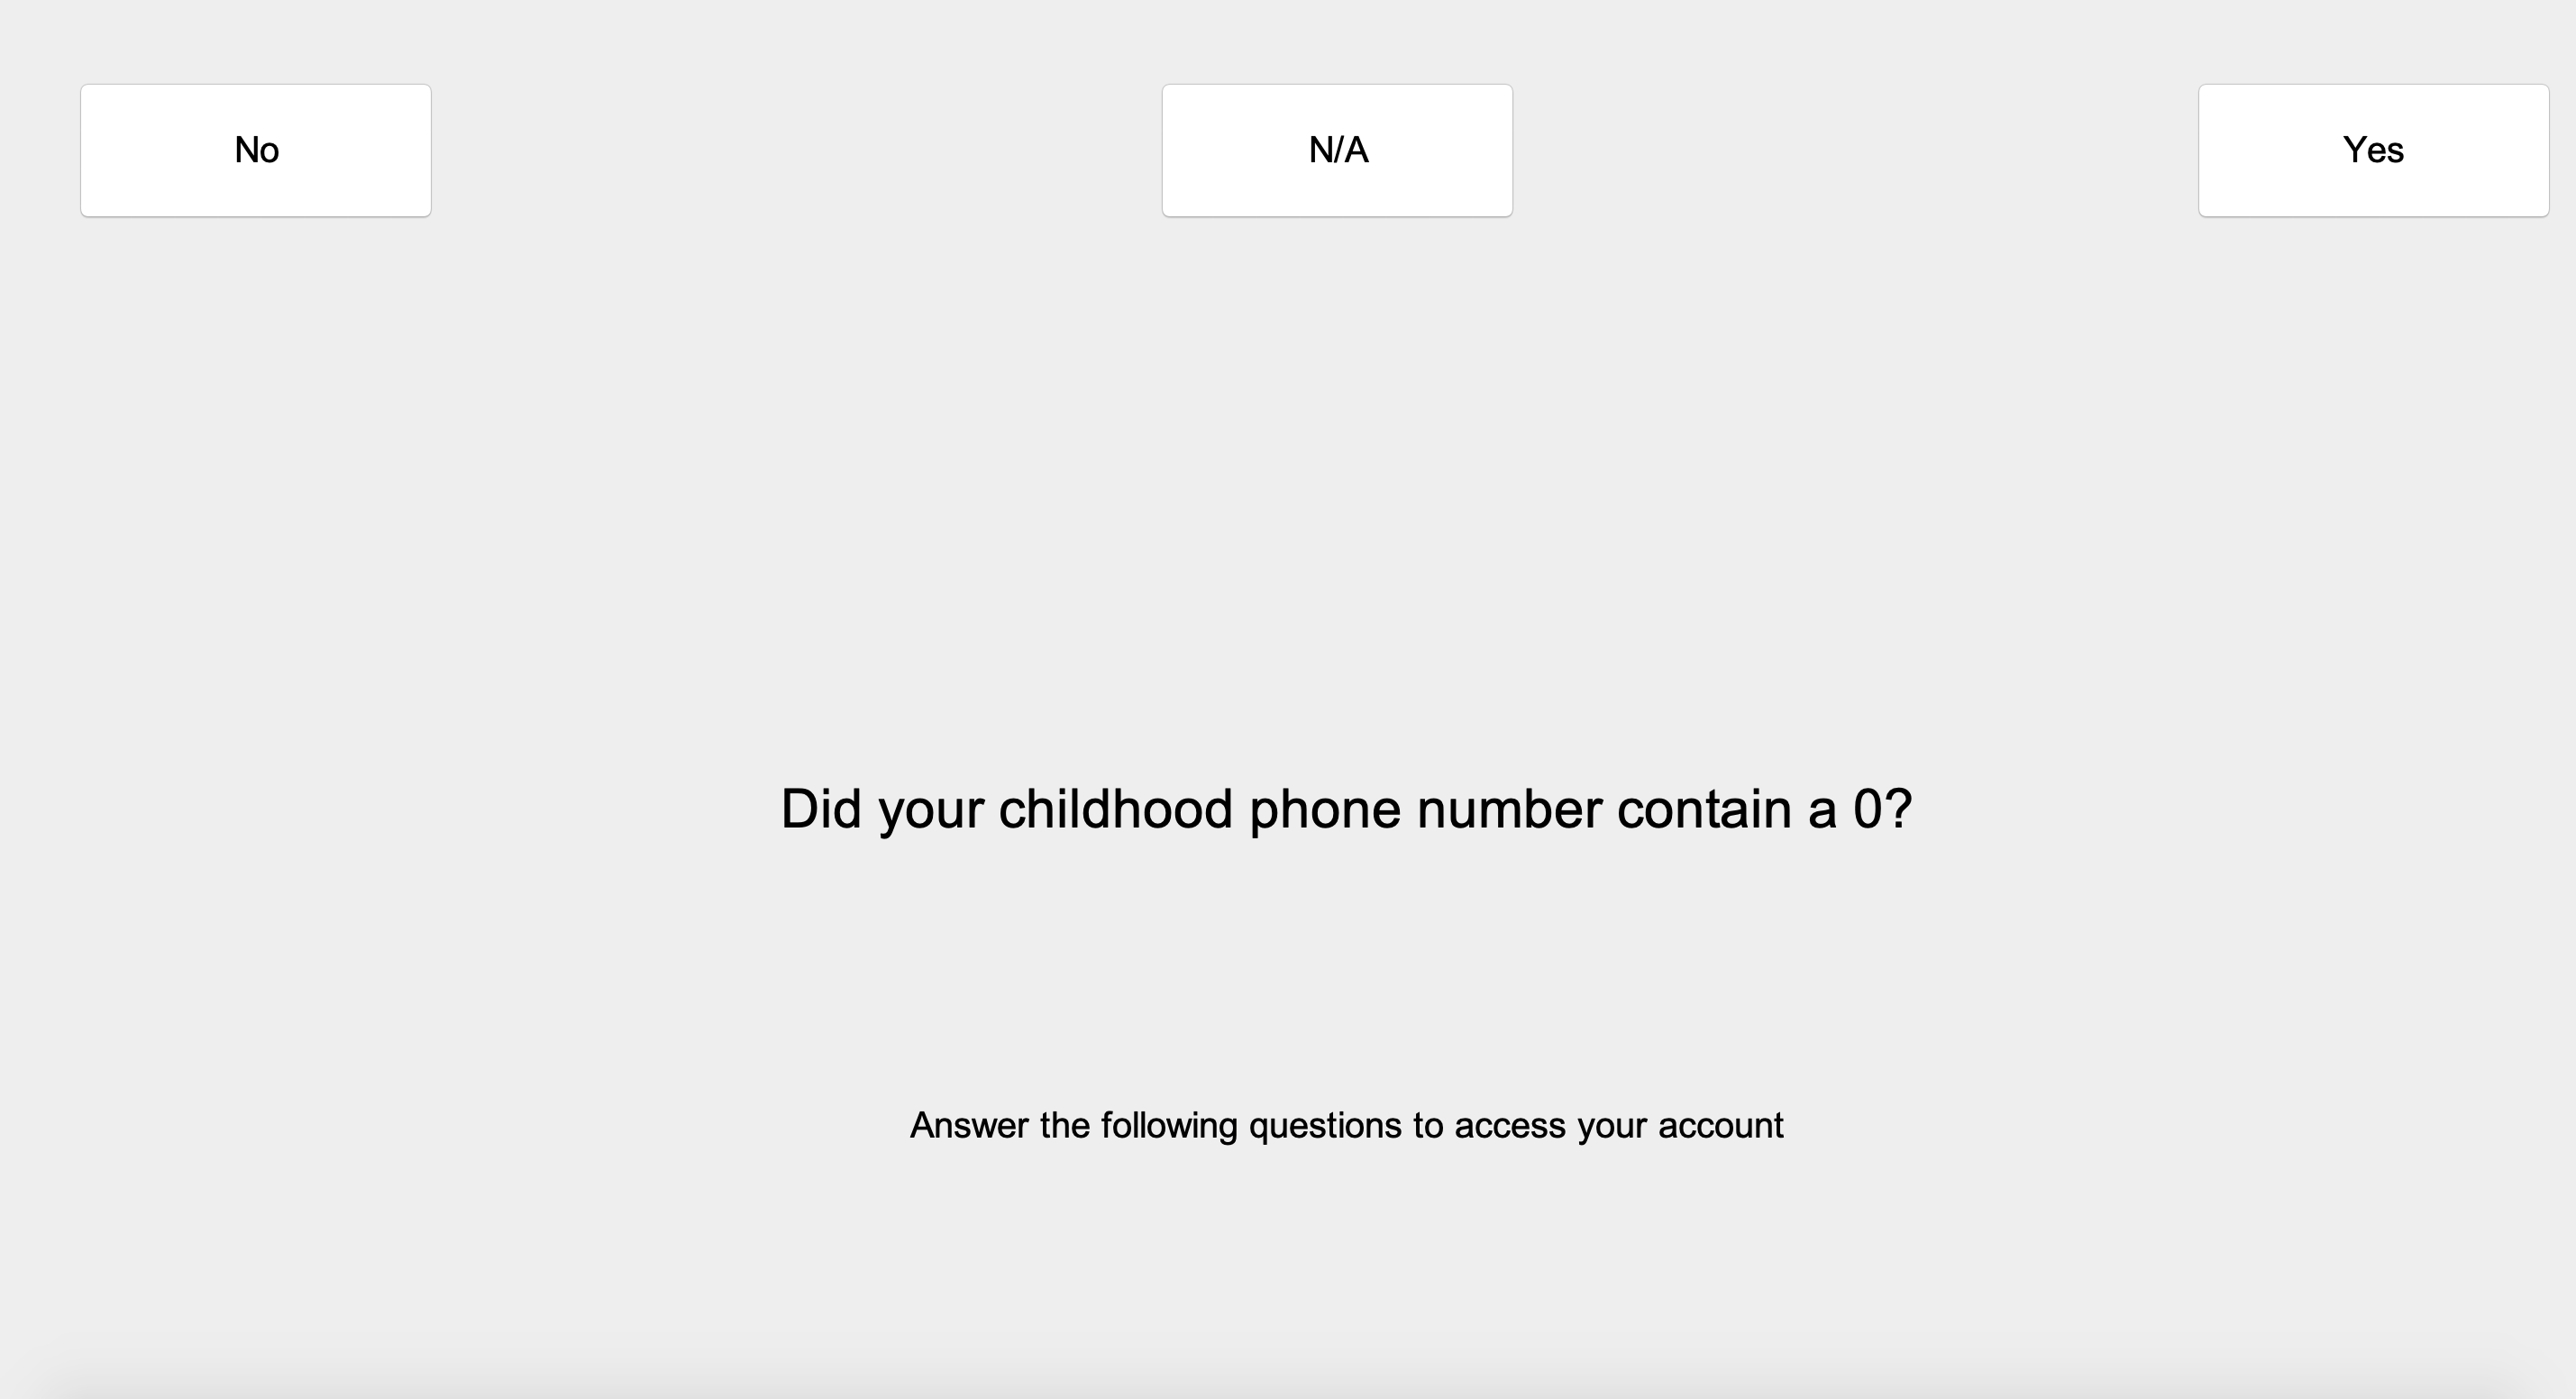 No
N/A
Yes
Did your childhood phone number contain a 0?
Answer the following questions to access your account